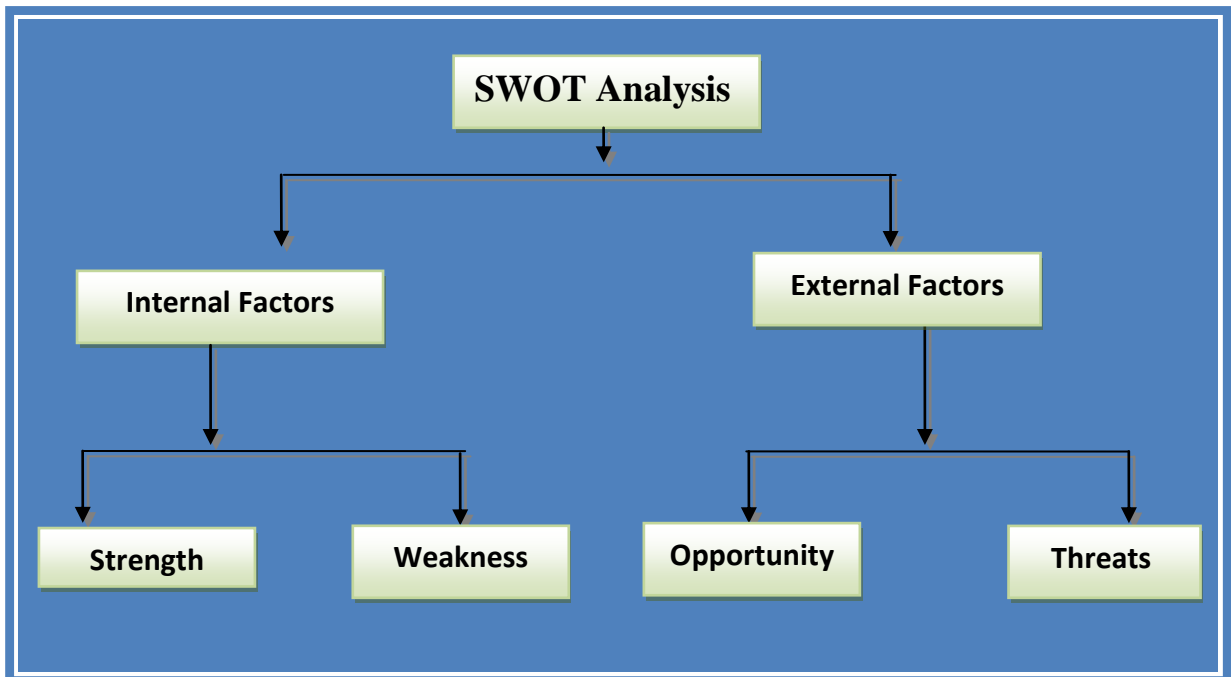 SWOT Analysis
Internal Factors
External Factors
Strength
Weakness
Opportunity
Threats